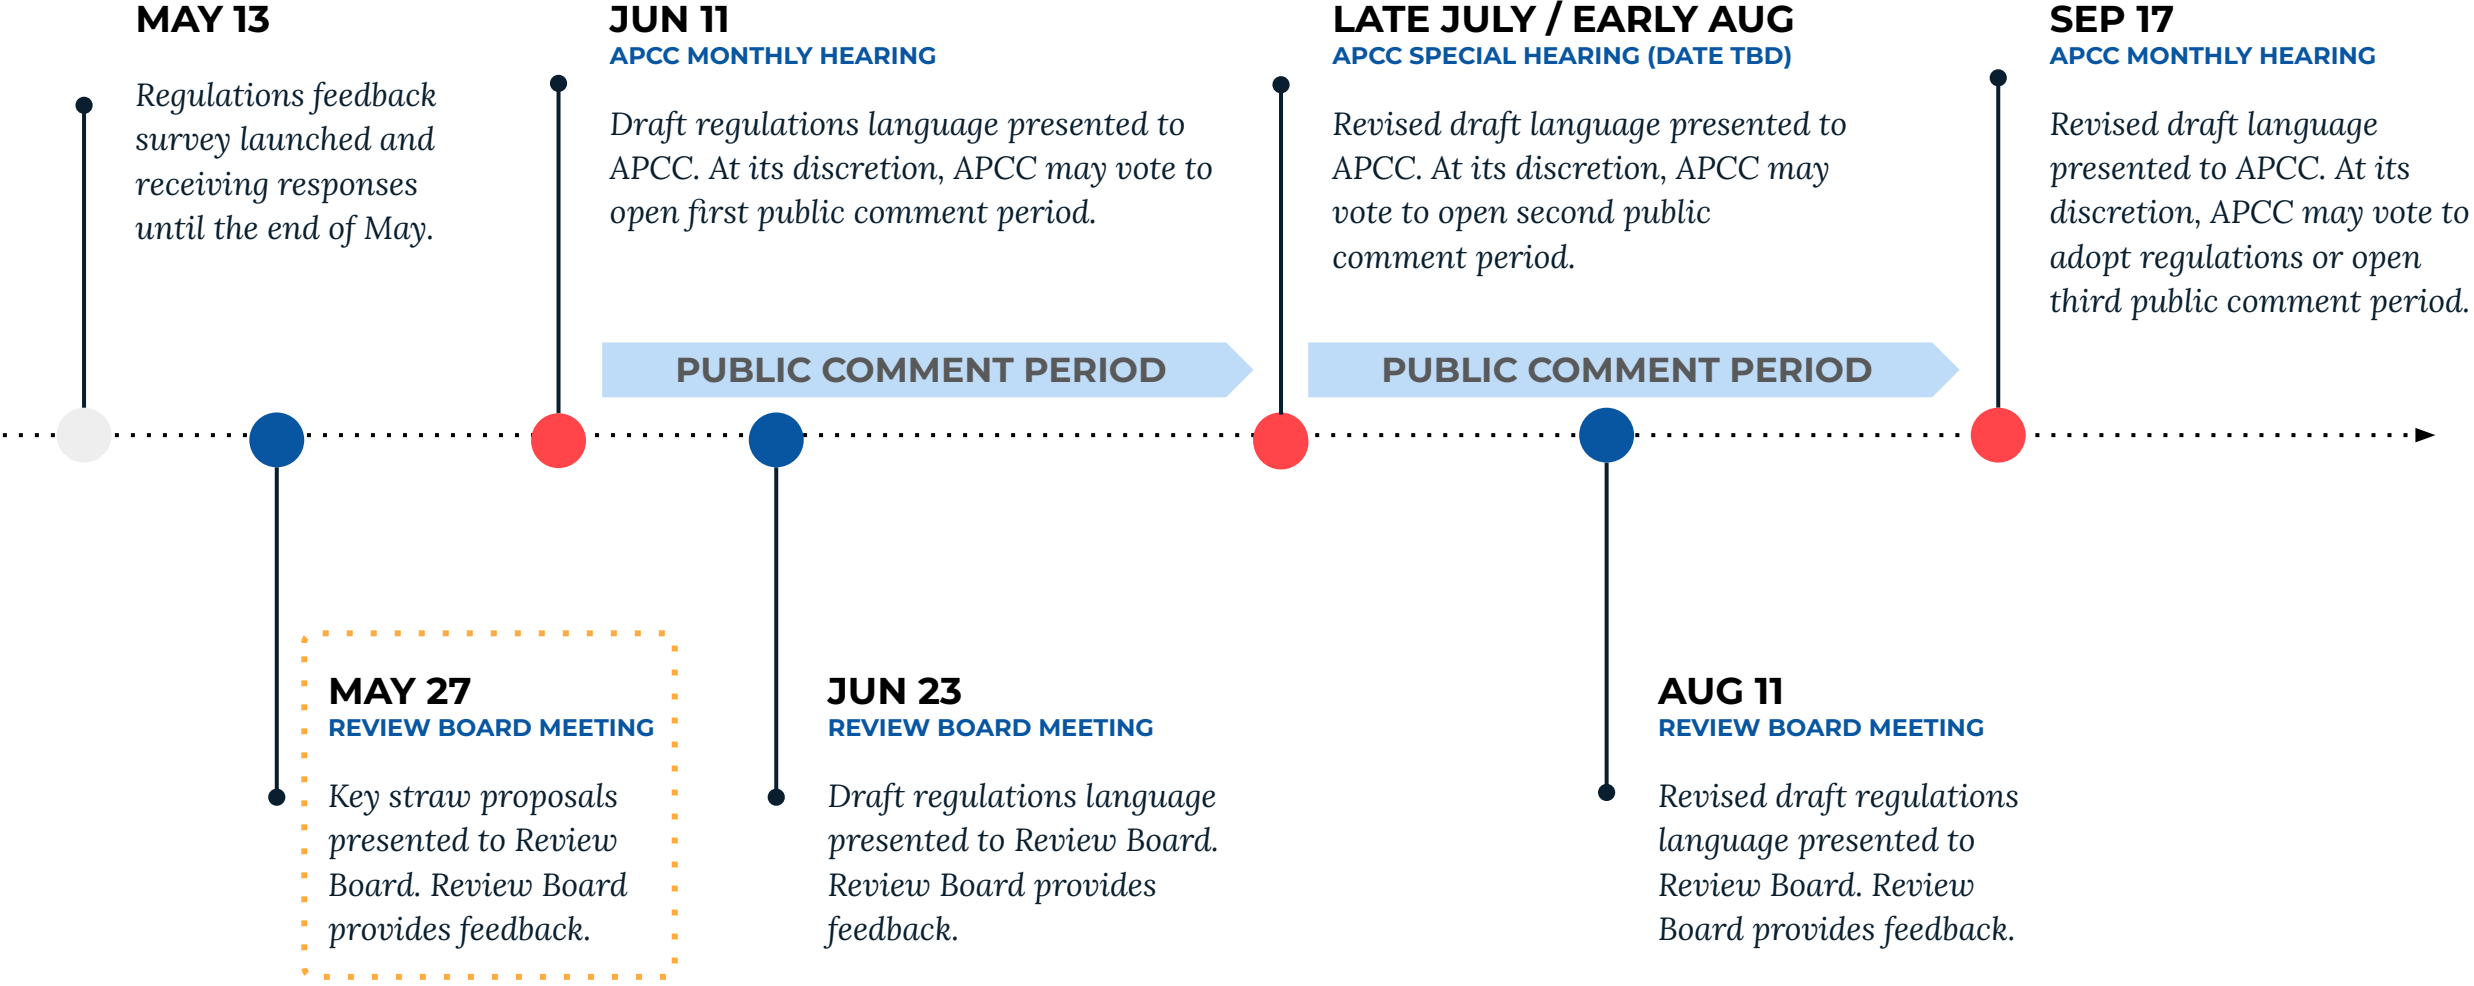 MAY 13
Regulations feedback
survey launched and
receiving responses
until the end of May.
JUN 11
APCC MONTHLY HEARING
Draft regulations language presented to
APCC. At its discretion, APCC may vote to
open first public comment period.
LATE JULY / EARLY AUG
APCC SPECIAL HEARING (DATE TBD)
Revised draft language presented to
APCC. At its discretion, APCC may
vote to open second public
comment period.
SEP 17
APCC MONTHLY HEARING
Revised draft language
presented to APCC. At its
discretion, APCC may vote to
adopt regulations or open
third public comment period.
PUBLIC COMMENT PERIOD
PUBLIC COMMENT PERIOD
MAY 27
REVIEW BOARD MEETING
Key straw proposals
presented to Review
Board. Review Board
provides feedback.
JUN 23
REVIEW BOARD MEETING
Draft regulations language
presented to Review Board.
Review Board provides
feedback.
AUG 11
REVIEW BOARD MEETING
Revised draft regulations
language presented to
Review Board. Review
Board provides feedback.